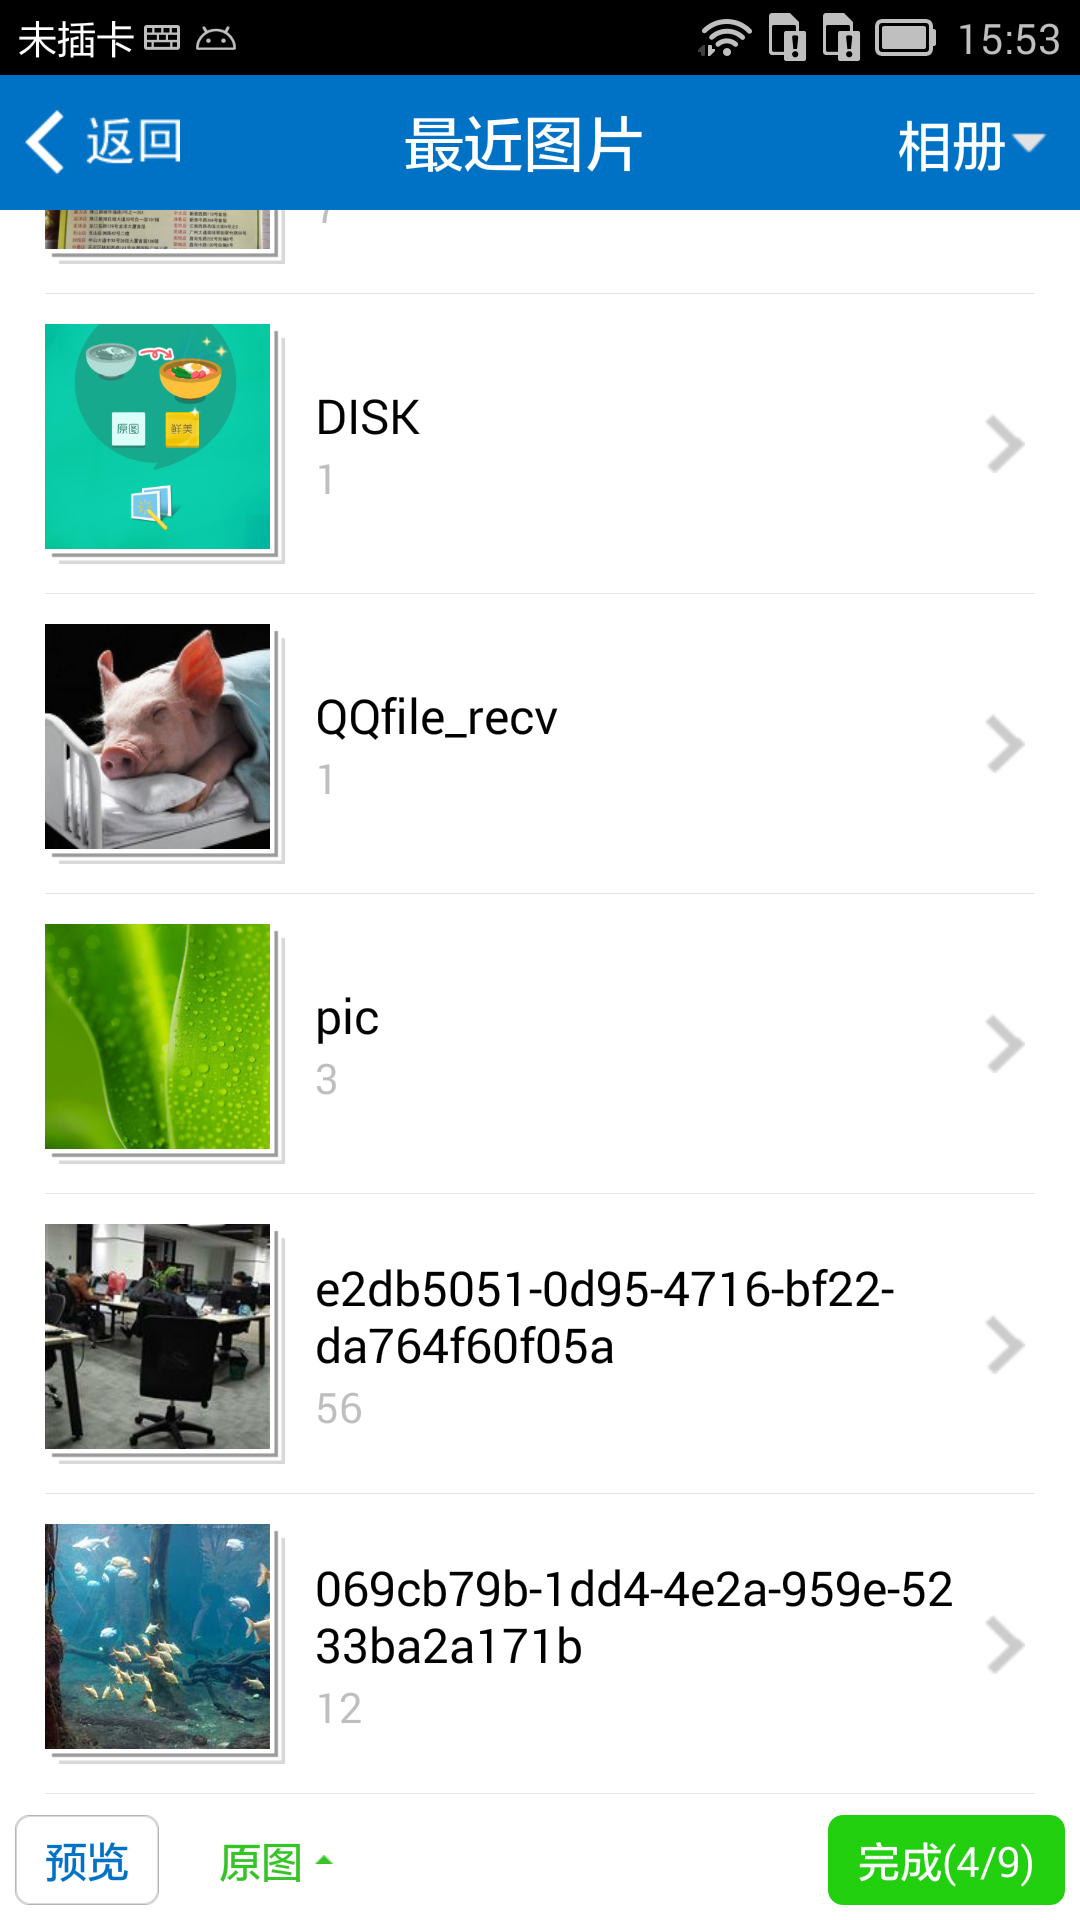 未插卡
15:53
返回
最近图片
相册
7
原图
鲜美
DISK
1
QQfile_recv
1
pic
3
e2db5051-0d95-4716-bf22-
da764f60f05a
56
069cb79b-1dd4-4e2a-959e-52
33ba2a171b
12
预览
原图
完成(4/9)